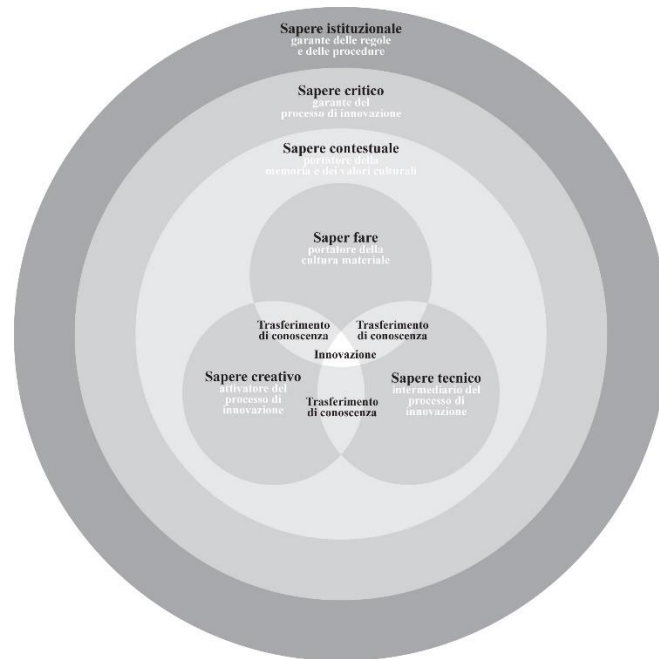 Sapere istituzionale
garante delle regole
e delle procedure
Sapere critico
garante del
processo di innovazione
Sapere contestuale
portatore della
memoria e dei valori culturali
Saper fare
portatore della
cultura materiale
Trasferimento
di conoscenza
Trasferimento
di conoscenza
Innovazione
Sapere creativo
attivatore del
processo di
innovazione
Sapere tecnico
intermediario del
processo di
innovazione
Trasferimento
di conoscenza